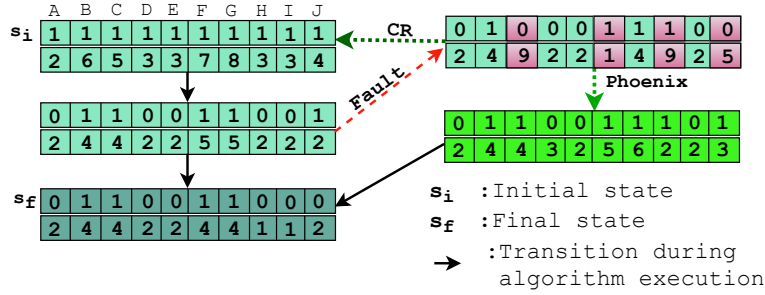 A B C D E F G H I J
s_i 1 1 1 1 1 1 1 1 1 1
2 6 5 3 3 7 8 3 3 4
CR
0 1 0 0 0 1 1 1 0 0
2 4 9 2 2 1 4 9 2 5
Fault
Phoenix
0 1 1 0 0 1 1 0 0 1
2 4 4 2 2 5 5 2 2 2
0 1 1 0 0 1 1 1 0 1
2 4 4 3 2 5 6 2 2 3
s_f 0 1 1 0 0 1 1 0 0 0
2 4 4 2 2 4 4 1 1 2
s_i :Initial state
s_f :Final state
:Transition during
algorithm execution